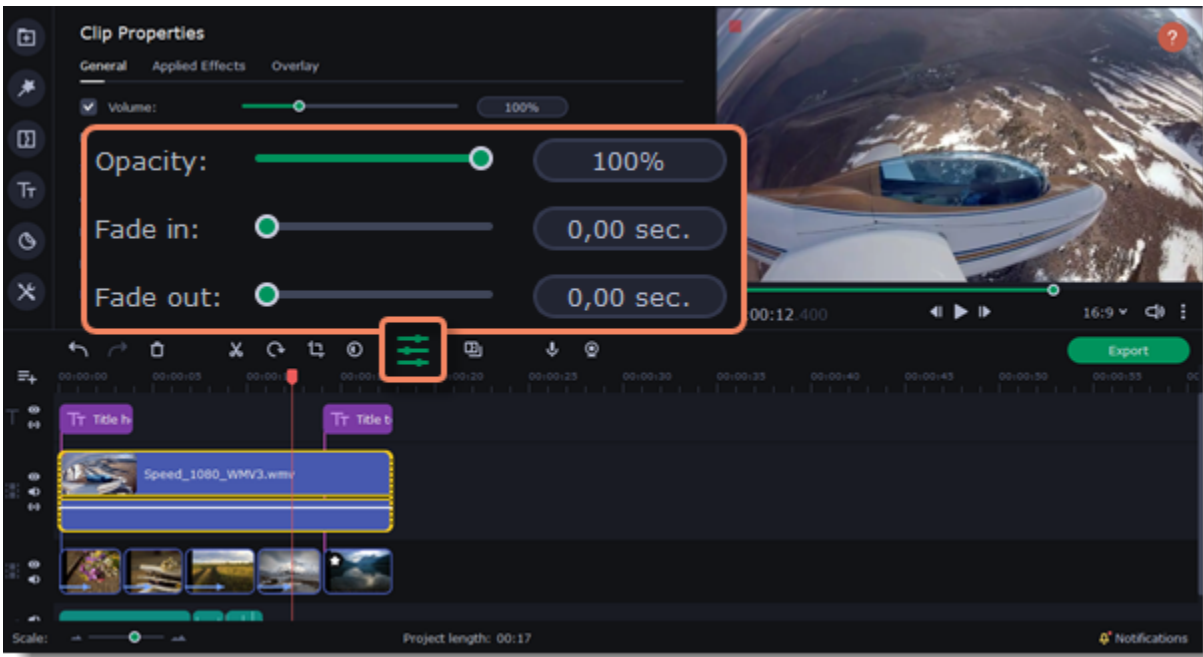 Clip Properties
General Applied Effects Overlay
Volume: 100%
Opacity: 100%
Fade in: 0,00 sec.
Fade out: 0,00 sec.
?
:00:12.400
16:9
Export
00:00:00 00:00:05 00:00: 00:00: :20 00:00:25 00:00:30 00:00:35 00:00:40 00:00:45 00:00:50 00:00:55
Title h
Title t
Speed_1080_WMV3.wmv
Scale:
Project length: 00:17
Notifications